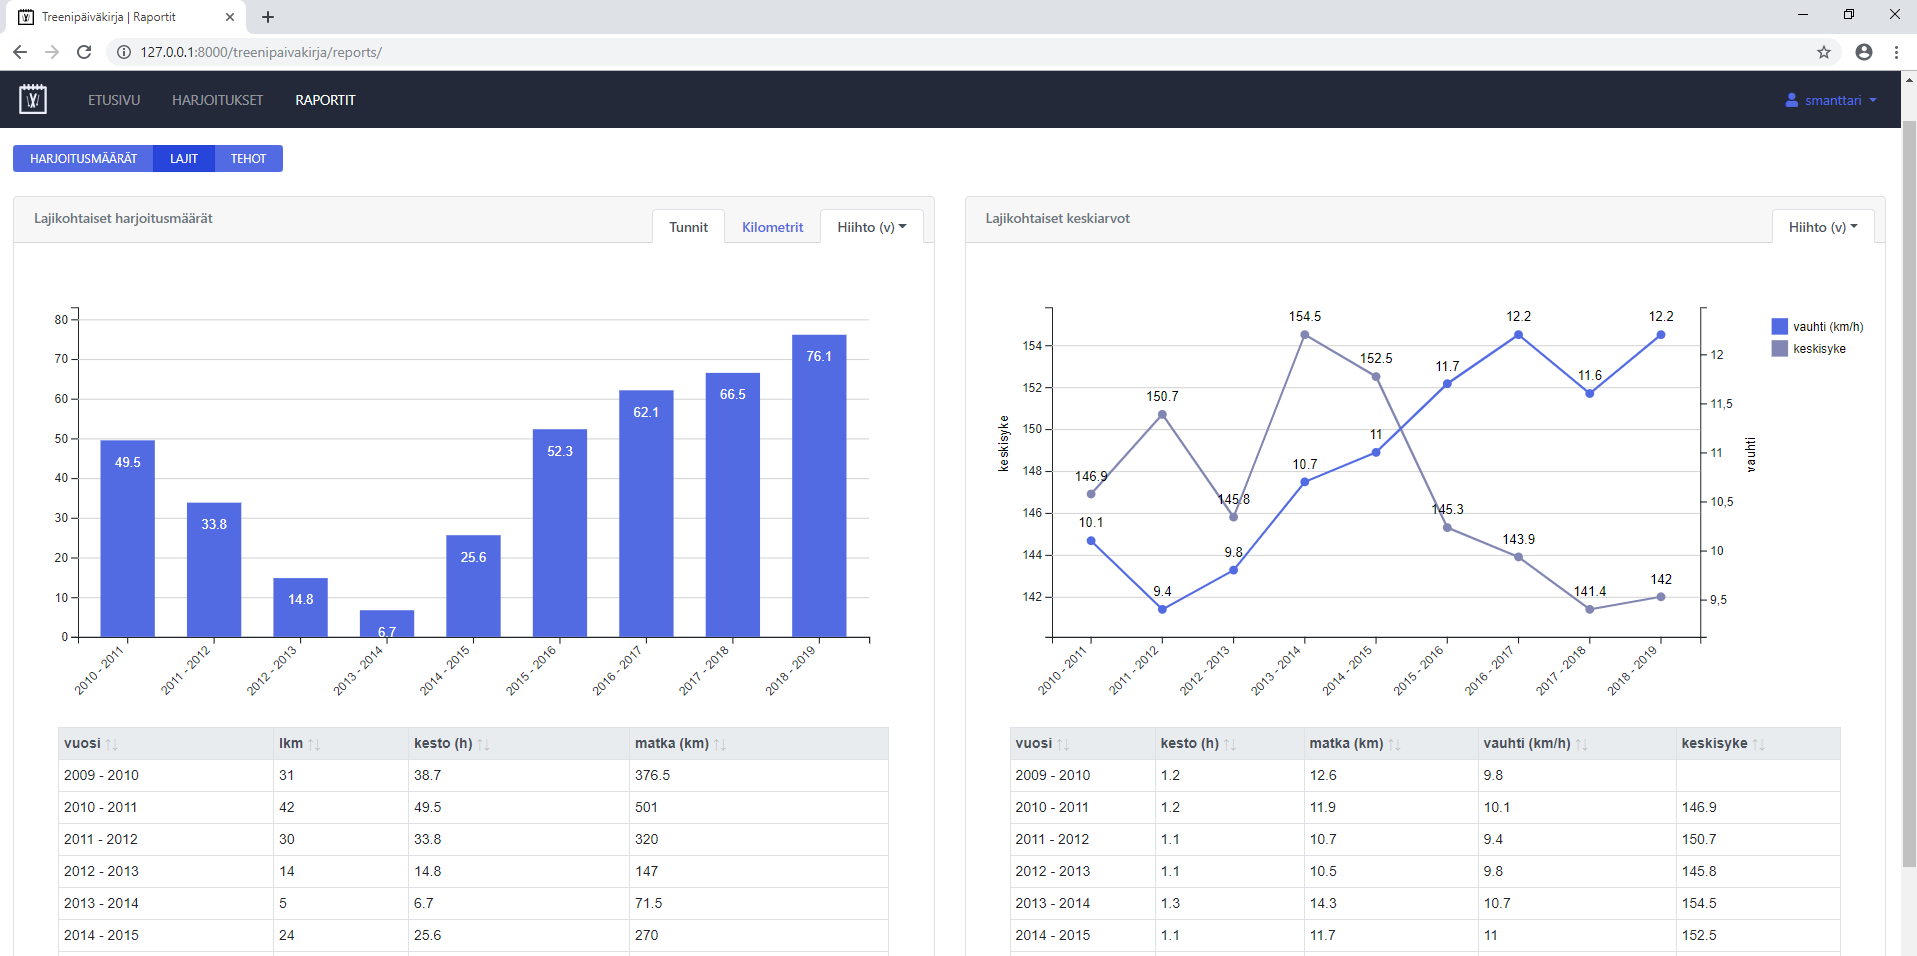 Treenipäiväkirja | Raportit
127.0.0.1:8000/treenipaivakirja/reports/
ETUSIVU HARJOITUKSET RAPORTIT smanttari
HARJOITUSMÄÄRÄT LAJIT TEHOT
Lajikohtaiset harjoitusmäärät
Tunnit Kilometrit Hiihto (v)
80
70
60
50
40
30
20
10
0
49.5
33.8
14.8
6.7
25.6
52.3
62.1
66.5
76.1
2010 - 2011
2011 - 2012
2012 - 2013
2013 - 2014
2014 - 2015
2015 - 2016
2016 - 2017
2017 - 2018
2018 - 2019
vuosi lkm kesto (h) matka (km)
2009 - 2010 31 38.7 376.5
2010 - 2011 42 49.5 501
2011 - 2012 30 33.8 320
2012 - 2013 14 14.8 147
2013 - 2014 5 6.7 71.5
2014 - 2015 24 25.6 270
Lajikohtaiset keskiarvot
Hiihto (v)
keskisyke
154
152
150
148
146
144
142
146.9
150.7
145.8
154.5
152.5
145.3
143.9
141.4
142
10.1
9.4
9.8
10.7
11
11.7
12.2
11.6
12.2
12
11,5
11
10,5
10
9,5
vauhti
vauhti (km/h)
keskisyke
2010 - 2011
2011 - 2012
2012 - 2013
2013 - 2014
2014 - 2015
2015 - 2016
2016 - 2017
2017 - 2018
2018 - 2019
vuosi kesto (h) matka (km) vauhti (km/h) keskisyke
2009 - 2010 1.2 12.6 9.8
2010 - 2011 1.2 11.9 10.1 146.9
2011 - 2012 1.1 10.7 9.4 150.7
2012 - 2013 1.1 10.5 9.8 145.8
2013 - 2014 1.3 14.3 10.7 154.5
2014 - 2015 1.1 11.7 11 152.5